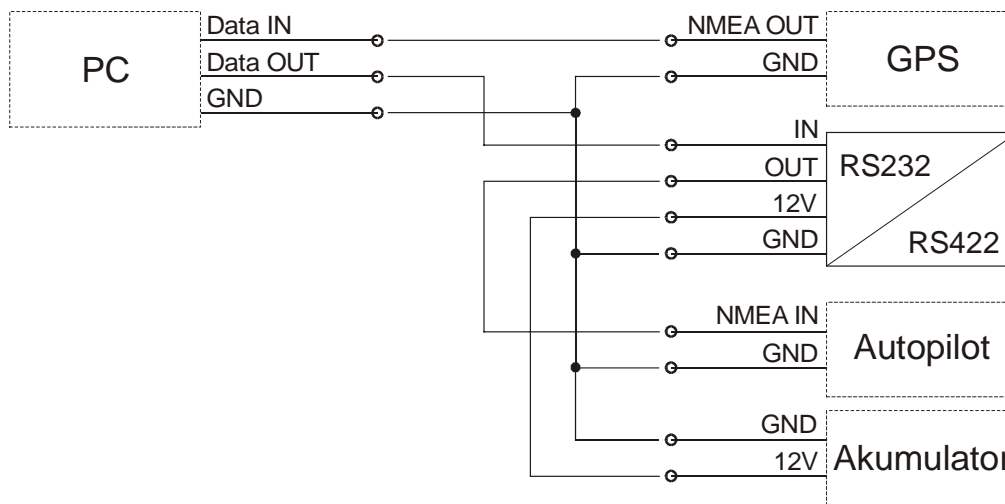 PC
Data IN
Data OUT
GND
NMEA OUT
GND
GPS
IN
OUT
12V
GND
RS232
RS422
NMEA IN
GND
Autopilot
GND
12V
Akumulator